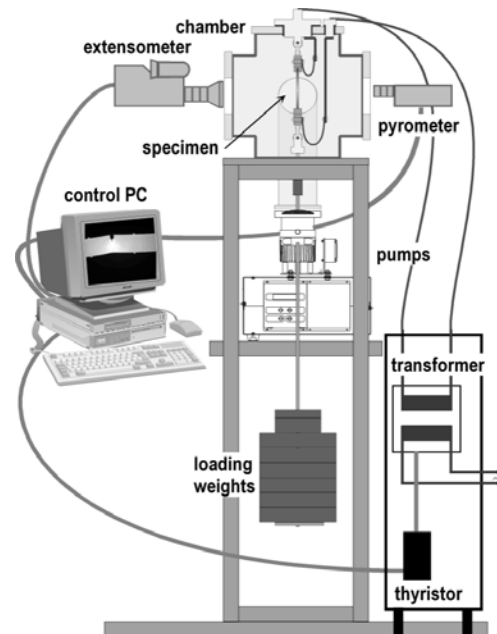 chamber
extensometer
pyrometer
specimen
control PC
pumps
transformer
loading
weights
thyristor